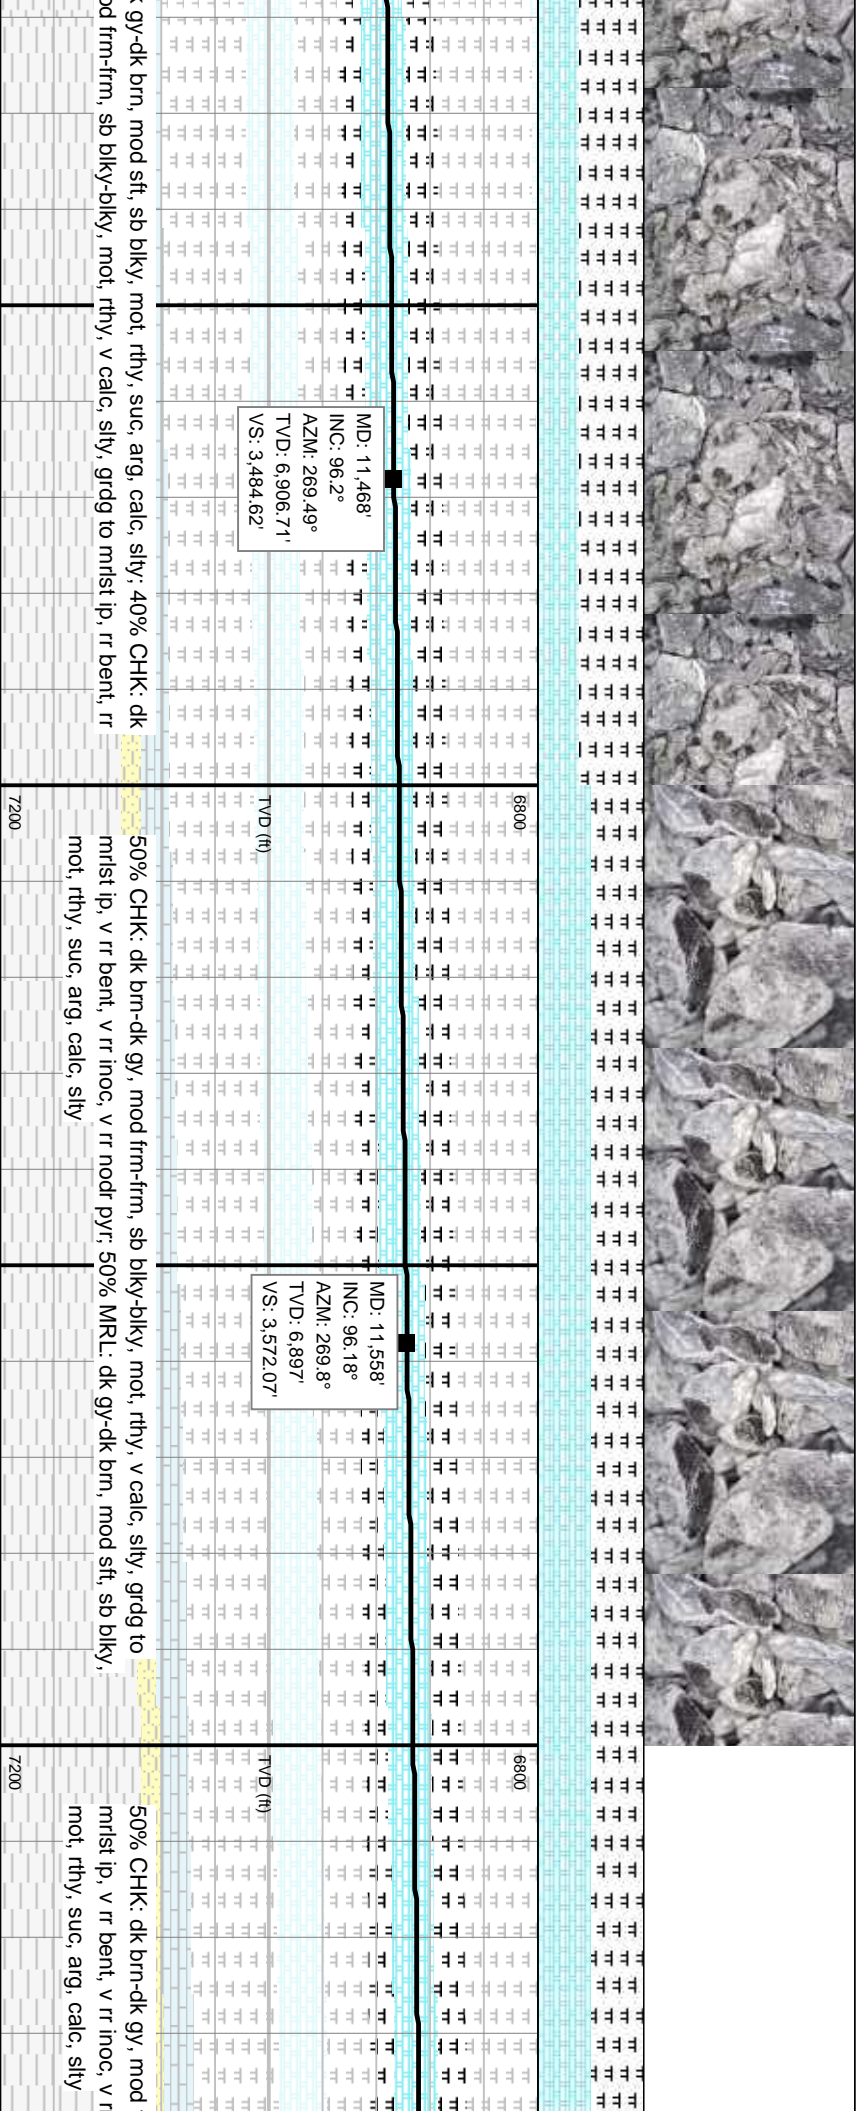 k gy-dk brn, mod sft, sb blky, mot, rthy, suc, arg, calc, slty; 40% CHK: dk
od frm-frm, sb blky-blky, mot, rthy, v calc, slty, grdg to mrlst ip, rr bent, rr
MD: 11,468'
INC: 96.2°
AZM: 269.49°
TVD: 6,906.71'
VS: 3,484.62'
6800
TVD (ft)
7200
50% CHK: dk brn-dk gy, mod frm-frm, sb blky-blky, mot, rthy, v calc, slty, grdg to
mrlst ip, v rr bent, v rr inoc, v rr nodr pyr; 50% MRL: dk gy-dk brn, mod sft, sb blky,
mot, rthy, suc, arg, calc, slty
MD: 11,558'
INC: 96.18°
AZM: 269.8°
TVD: 6,897'
VS: 3,572.07'
6800
TVD (ft)
7200
50% CHK: dk brn-dk gy, mod
mrlst ip, v rr bent, v rr inoc, v r
mot, rthy, suc, arg, calc, slty